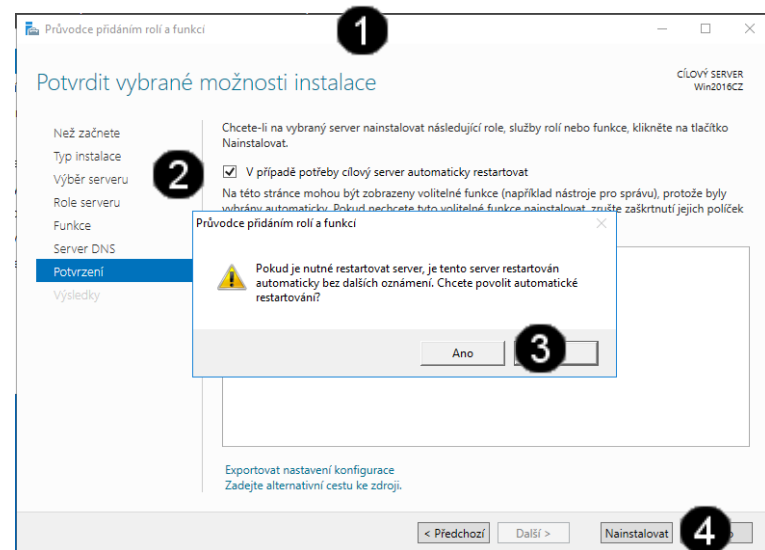 Průvodce přidáním rolí a funkcí
1
Potvrdit vybrané možnosti instalace
CÍLOVÝ SERVER
Win2016CZ
Než začnete
Typ instalace
Výběr serveru
Role serveru
Funkce
Server DNS
Potvrzení
Výsledky
2
Chcete-li na vybraný server nainstalovat následující role, služby rolí nebo funkce, klikněte na tlačítko
Nainstalovat.
V případě potřeby cílový server automaticky restartovat
Na této stránce mohou být zobrazeny volitelné funkce (například nástroje pro správu), protože byly
vybrány automaticky. Pokud nechcete tyto volitelné funkce nainstalovat, zrušte zaškrtnutí jejich políček
Průvodce přidáním rolí a funkcí
Pokud je nutné restartovat server, je tento server restartován
automaticky bez dalších oznámení. Chcete povolit automatické
restartování?
Ano
3
Exportovat nastavení konfigurace
Zadejte alternativní cestu ke zdroji.
< Předchozí
Další >
Nainstalovat
4